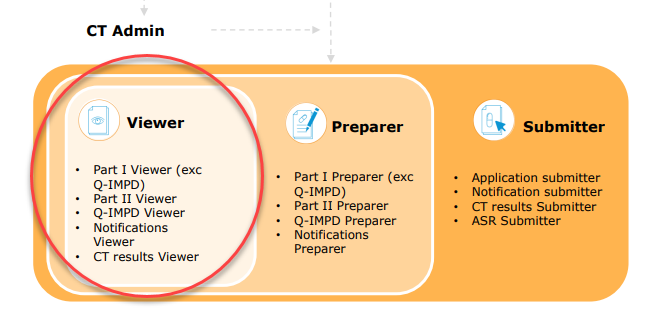 CT Admin
Viewer
• Part I Viewer (exc
Q-IMPD)
• Part II Viewer
• Q-IMPD Viewer
• Notifications
Viewer
• CT results Viewer
Preparer
• Part I Preparer (exc
Q-IMPD)
• Part II Preparer
• Q-IMPD Preparer
• Notifications
Preparer
Submitter
• Application submitter
• Notification submitter
• CT results Submitter
• ASR Submitter